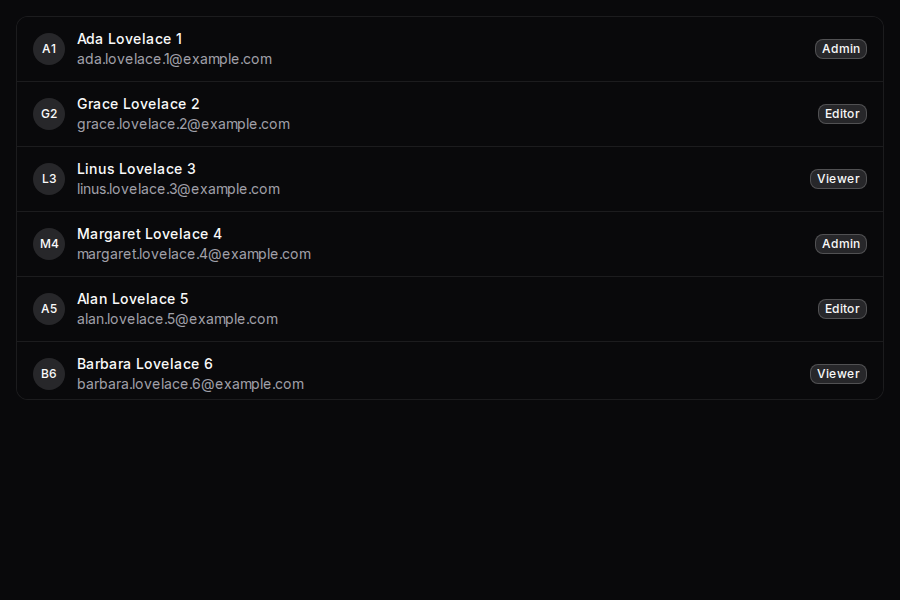 A1
Ada Lovelace 1
ada.lovelace.1@example.com
Admin
G2
Grace Lovelace 2
grace.lovelace.2@example.com
Editor
L3
Linus Lovelace 3
linus.lovelace.3@example.com
Viewer
M4
Margaret Lovelace 4
margaret.lovelace.4@example.com
Admin
A5
Alan Lovelace 5
alan.lovelace.5@example.com
Editor
B6
Barbara Lovelace 6
barbara.lovelace.6@example.com
Viewer